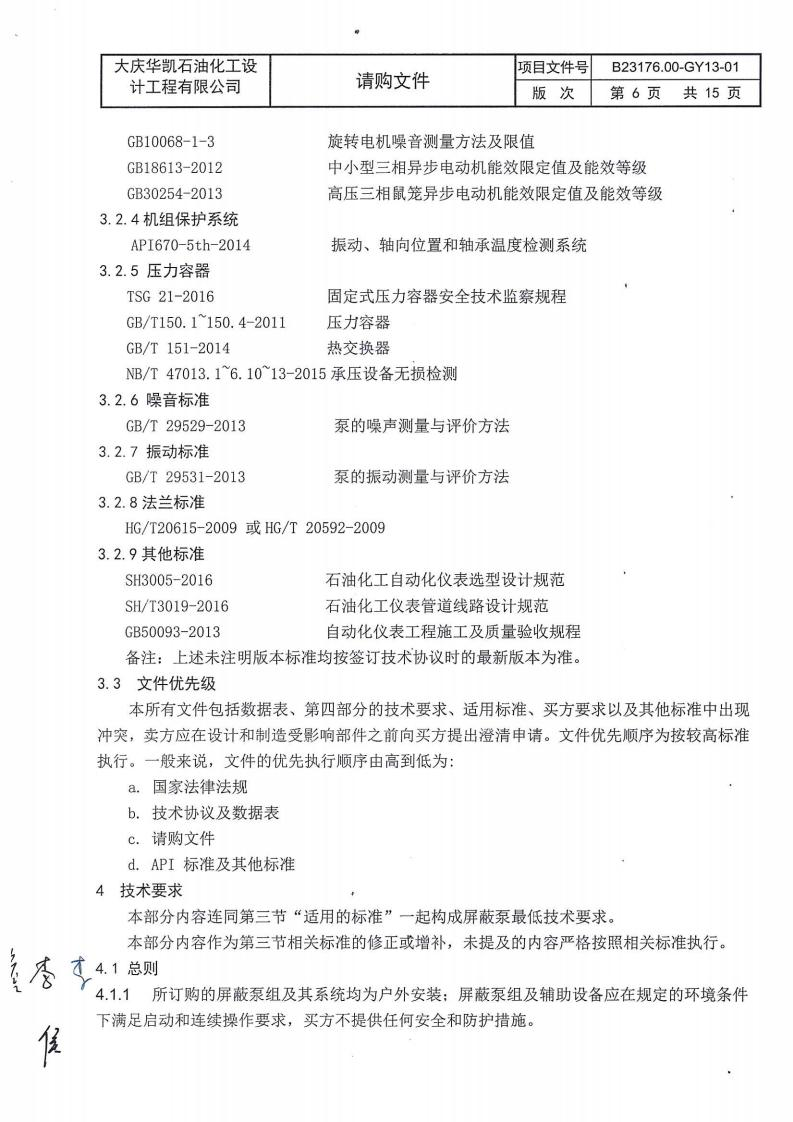 大庆华凯石油化工设
计工程有限公司
请购文件
项目文件号
B23176.00-GY13-01
版 次
第 6 页 共 15 页
GB10068-1-3 旋转电机噪音测量方法及限值
GB18613-2012 中小型三相异步电动机能效限定值及能效等级
GB30254-2013 高压三相鼠笼异步电动机能效限定值及能效等级
3.2.4 机组保护系统
API670-5th-2014 振动、轴向位置和轴承温度检测系统
3.2.5 压力容器
TSG 21-2016 固定式压力容器安全技术监察规程
GB/T150.1~150.4-2011 压力容器
GB/T 151-2014 热交换器
NB/T 47013.1~6.10~13-2015 承压设备无损检测
3.2.6 噪音标准
GB/T 29529-2013 泵的噪声测量与评价方法
3.2.7 振动标准
GB/T 29531-2013 泵的振动测量与评价方法
3.2.8 法兰标准
HG/T20615-2009 或 HG/T 20592-2009
3.2.9 其他标准
SH3005-2016 石油化工自动化仪表选型设计规范
SH/T3019-2016 石油化工仪表管道线路设计规范
GB50093-2013 自动化仪表工程施工及质量验收规程
备注：上述未注明版本标准均按签订技术协议时的最新版本为准。
3.3 文件优先级
本所有文件包括数据表、第四部分的技术要求、适用标准、买方要求以及其他标准中出现
冲突，卖方应在设计和制造受影响部件之前向买方提出澄清申请。文件优先顺序为按较高标准
执行。一般来说，文件的优先执行顺序由高到低为:
a. 国家法律法规
b. 技术协议及数据表
c. 请购文件
d. API 标准及其他标准
4 技术要求
本部分内容连同第三节“适用的标准”一起构成屏蔽泵最低技术要求。
本部分内容作为第三节相关标准的修正或增补，未提及的内容严格按照相关标准执行。
4.1 总则
4.1.1 所订购的屏蔽泵组及其系统均为户外安装；屏蔽泵组及辅助设备应在规定的环境条件
下满足启动和连续操作要求，买方不提供任何安全和防护措施。